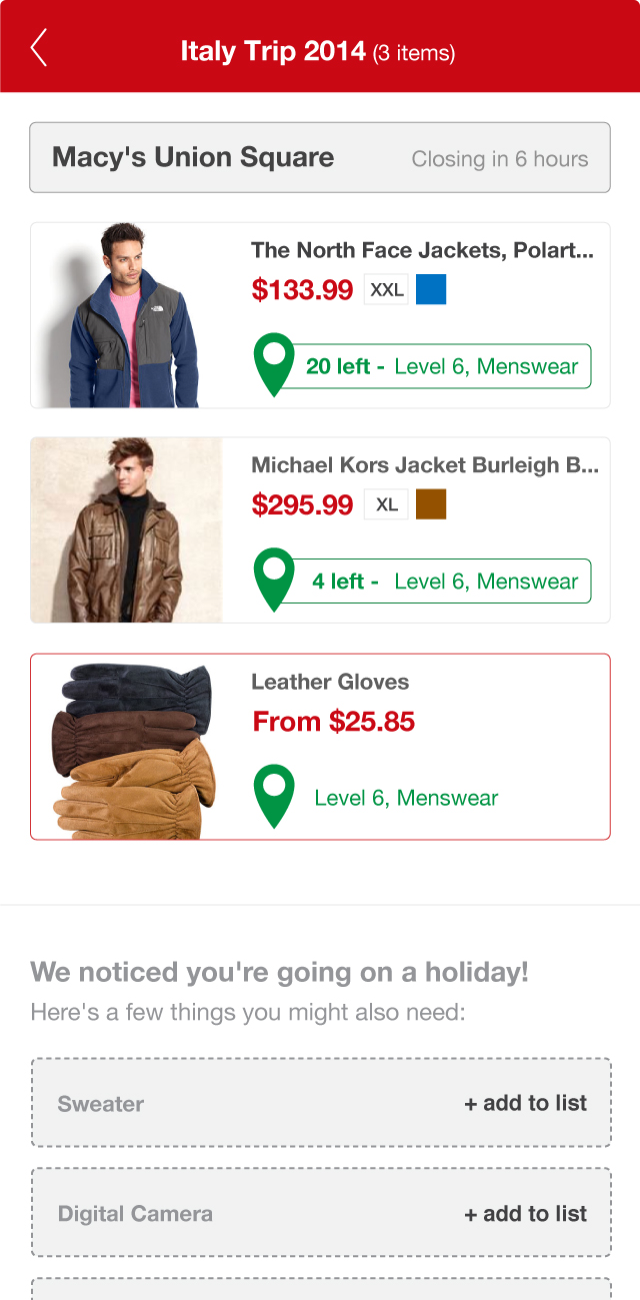 Italy Trip 2014 (3 items)
Macy's Union Square Closing in 6 hours
The North Face Jackets, Polart...
$133.99 XXL
20 left - Level 6, Menswear
Michael Kors Jacket Burleigh B...
$295.99 XL
4 left - Level 6, Menswear
Leather Gloves
From $25.85
Level 6, Menswear
We noticed you're going on a holiday!
Here's a few things you might also need:
Sweater + add to list
Digital Camera + add to list